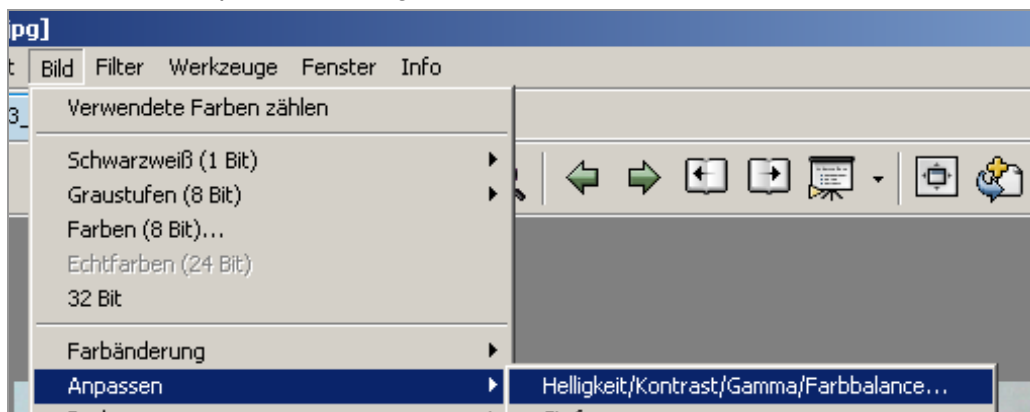 jpg]
t Bild Filter Werkzeuge Fenster Info
3_
Verwendete Farben zählen
Schwarzweiß (1 Bit)
Graustufen (8 Bit)
Farben (8 Bit)...
Echtfarben (24 Bit)
32 Bit
Farbänderung
Anpassen
Helligkeit/Kontrast/Gamma/Farbbalance...